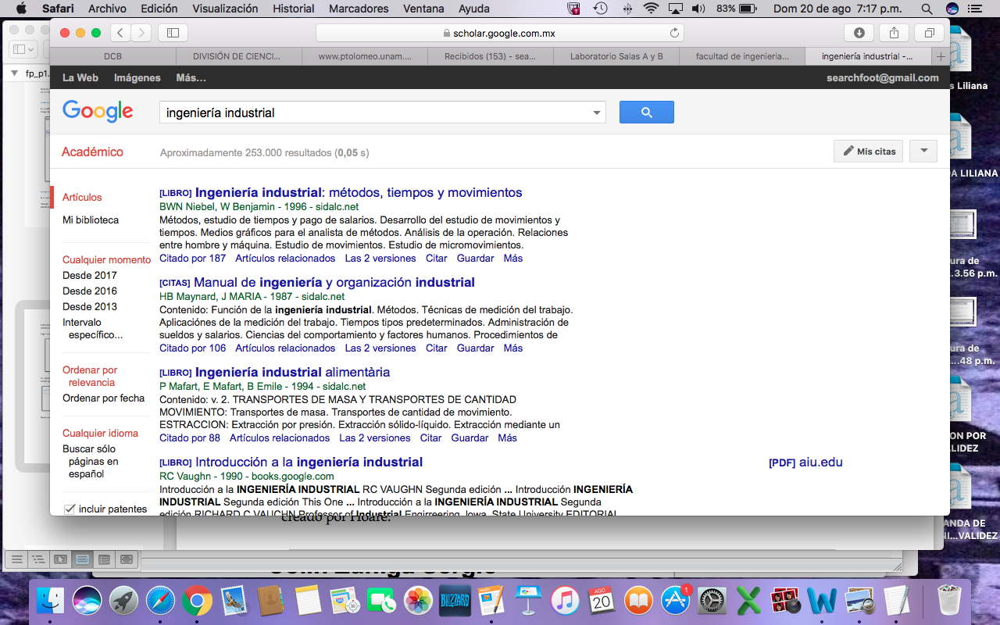 Safari Archivo Edición Visualización Historial Marcadores Ventana Ayuda 83% Dom 20 de ago 7:17 p.m.
scholar.google.com.mx
DCB DIVISIÓN DE CIENCI... www.ptolomeo.unam.... Recibidos (153) - sea... Laboratorio Salas A y B facultad de ingenieria... ingeniería industrial -...
fp_p1.
La Web Imágenes Más... searchfoot@gmail.com
s Liliana
Google ingeniería industrial
Académico Aproximadamente 253.000 resultados (0,05 s) Mis citas
A LILIANA
Artículos
Mi biblioteca
Cualquier momento
Desde 2017
Desde 2016
Desde 2013
Intervalo
específico...
Ordenar por
relevancia
Ordenar por fecha
Cualquier idioma
Buscar sólo
páginas en
español
incluir patentes
[LIBRO] Ingeniería industrial: métodos, tiempos y movimientos
BWN Niebel, W Benjamin - 1996 - sidalc.net
Métodos, estudio de tiempos y pago de salarios. Desarrollo del estudio de movimientos y
tiempos. Medios gráficos para el analista de métodos. Análisis de la operación. Relaciones
entre hombre y máquina. Estudio de movimientos. Estudio de micromovimientos.
Citado por 187 Artículos relacionados Las 2 versiones Citar Guardar Más
[CITAS] Manual de ingeniería y organización industrial
HB Maynard, J MARIA - 1987 - sidalc.net
Contenido: Función de la ingeniería industrial. Métodos. Técnicas de medición del trabajo.
Aplicaciónes de la medición del trabajo. Tiempos tipos predeterminados. Administración de
sueldos y salarios. Ciencias del comportamiento y factores humanos. Procedimientos de
Citado por 106 Artículos relacionados Las 2 versiones Citar Guardar Más
[LIBRO] Ingeniería industrial alimentària
P Mafart, E Mafart, B Emile - 1994 - sidalc.net
Contenido: v. 2. TRANSPORTES DE MASA Y TRANSPORTES DE CANTIDAD
MOVIMIENTO: Transportes de masa. Transportes de cantidad de movimiento.
ESTRACCION: Extracción por presión. Extracción sólido-líquido. Extracción mediante un
Citado por 88 Artículos relacionados Las 2 versiones Citar Guardar Más
[LIBRO] Introducción a la ingeniería industrial [PDF] aiu.edu
RC Vaughn - 1990 - books.google.com
Introducción a la INGENIERÍA INDUSTRIAL RC VAUGHN Segunda edición ... Introducción INGENIERÍA
INDUSTRIAL Segunda edición This One ... Introducción a la INGENIERÍA INDUSTRIAL Segunda
edición RICHARD C VAUGHN Professor of Industrial Engineering, Iowa, State University EDITORIAL
ura de
...3.56 p.m.
ura de
....48 p.m.
ON POR
LIDEZ
ANDA DE
NI...VALIDEZ
creado por Hoare.
Colin Zúñiga Sergio
BLIZZARD
AGO
20
1